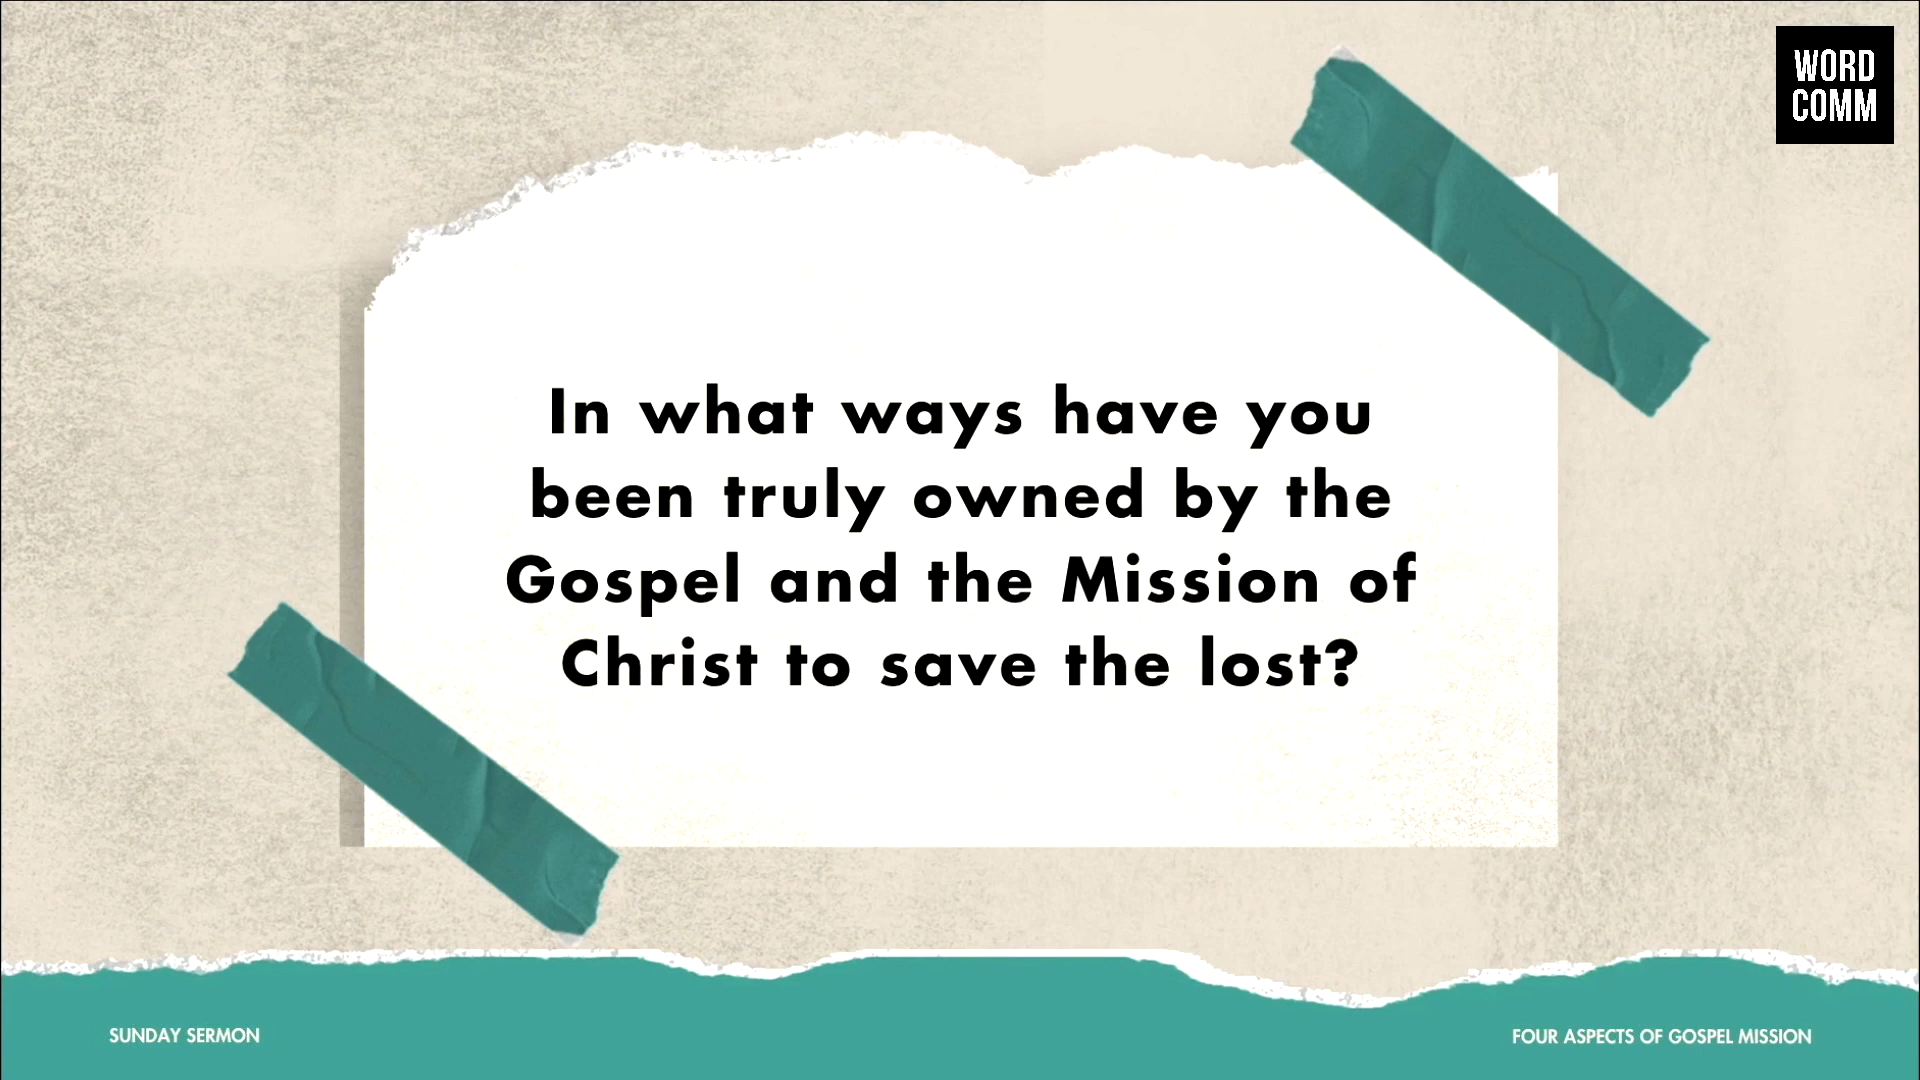 WORD
COMM
In what ways have you
been truly owned by the
Gospel and the Mission of
Christ to save the lost?
SUNDAY SERMON
FOUR ASPECTS OF GOSPEL MISSION